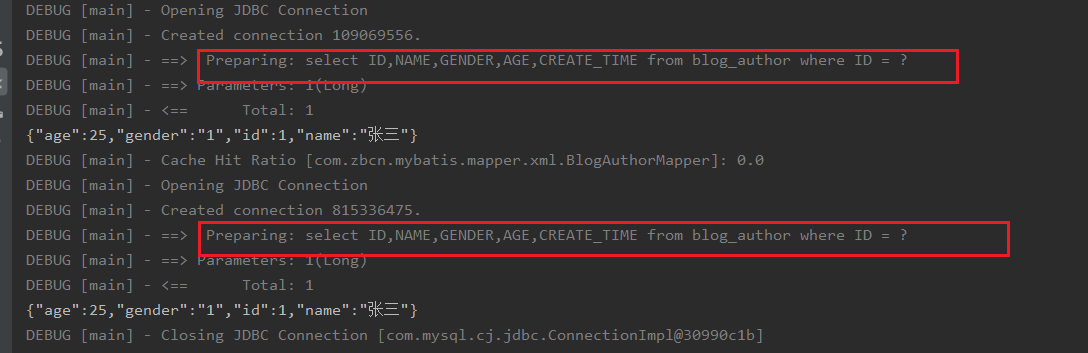 DEBUG [main] - Opening JDBC Connection
DEBUG [main] - Created connection 109069556.
DEBUG [main] - ==>  Preparing: select ID,NAME,GENDER,AGE,CREATE_TIME from blog_author where ID = ?
DEBUG [main] - ==> Parameters: 1(Long)
DEBUG [main] - <==      Total: 1
{"age":25,"gender":"1","id":1,"name":"张三"}
DEBUG [main] - Cache Hit Ratio [com.zbcn.mybatis.mapper.xml.BlogAuthorMapper]: 0.0
DEBUG [main] - Opening JDBC Connection
DEBUG [main] - Created connection 815336475.
DEBUG [main] - ==>  Preparing: select ID,NAME,GENDER,AGE,CREATE_TIME from blog_author where ID = ?
DEBUG [main] - ==> Parameters: 1(Long)
DEBUG [main] - <==      Total: 1
{"age":25,"gender":"1","id":1,"name":"张三"}
DEBUG [main] - Closing JDBC Connection [com.mysql.cj.jdbc.ConnectionImpl@30990c1b]